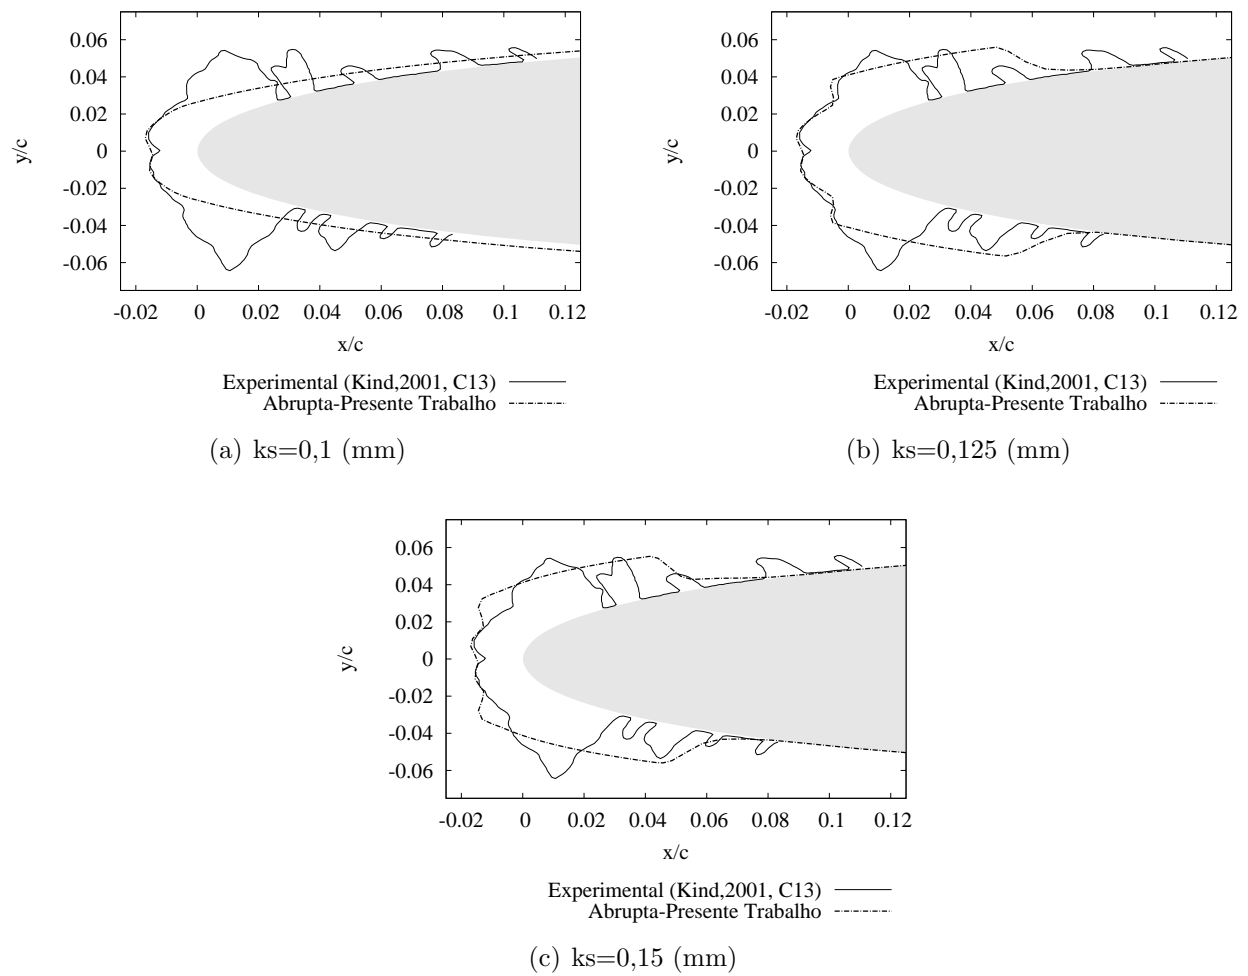 0.06
0.04
0.02
0
-0.02
-0.04
-0.06
y/c
-0.02 0 0.02 0.04 0.06 0.08 0.1 0.12
x/c
Experimental (Kind,2001, C13)
Abrupta-Presente Trabalho
(a) ks=0,1 (mm)
0.06
0.04
0.02
0
-0.02
-0.04
-0.06
y/c
-0.02 0 0.02 0.04 0.06 0.08 0.1 0.12
x/c
Experimental (Kind,2001, C13)
Abrupta-Presente Trabalho
(b) ks=0,125 (mm)
0.06
0.04
0.02
0
-0.02
-0.04
-0.06
y/c
-0.02 0 0.02 0.04 0.06 0.08 0.1 0.12
x/c
Experimental (Kind,2001, C13)
Abrupta-Presente Trabalho
(c) ks=0,15 (mm)